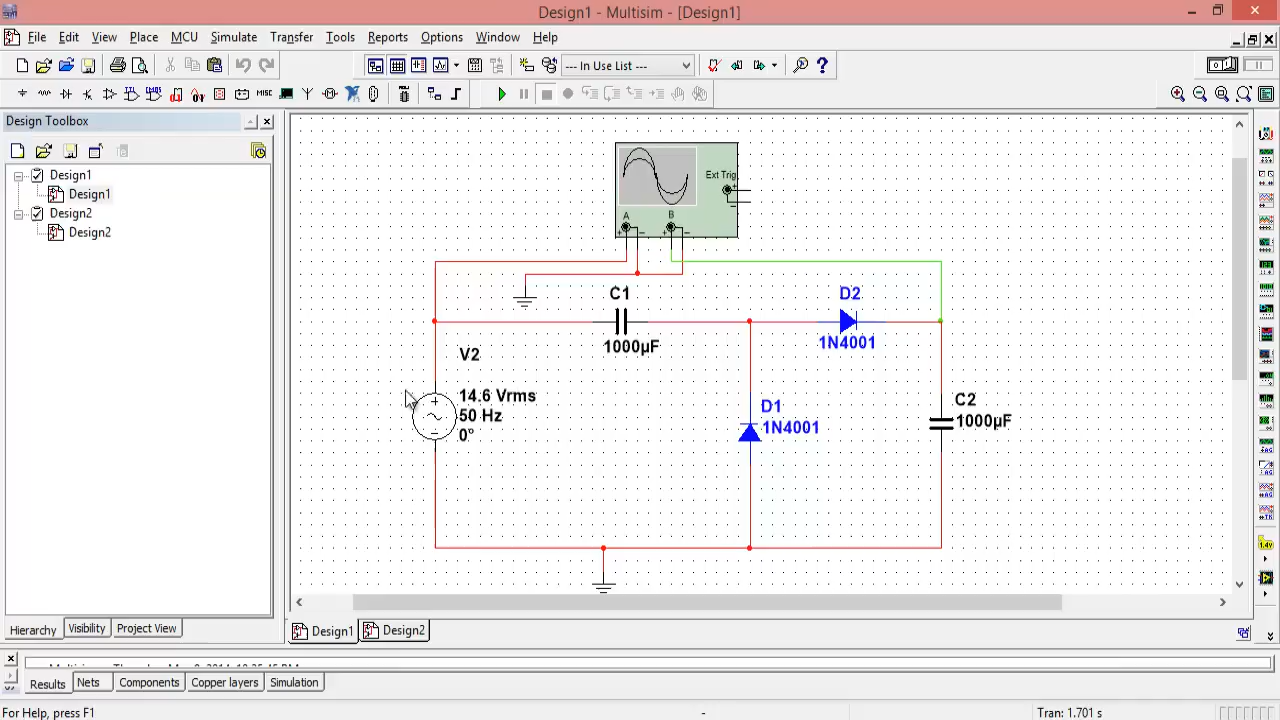 Design1 - Multisim - [Design1]
File Edit View Place MCU Simulate Transfer Tools Reports Options Window Help
--- In Use List ---
MISC
Design Toolbox
Design1
Design1
Design2
Design2
Ext Trig
A B
C1
1000µF
D2
1N4001
V2
14.6 Vrms
50 Hz
0°
D1
1N4001
C2
1000µF
Hierarchy Visibility Project View
Design1 Design2
Results Nets Components Copper layers Simulation
For Help, press F1
-
Tran: 1.701 s